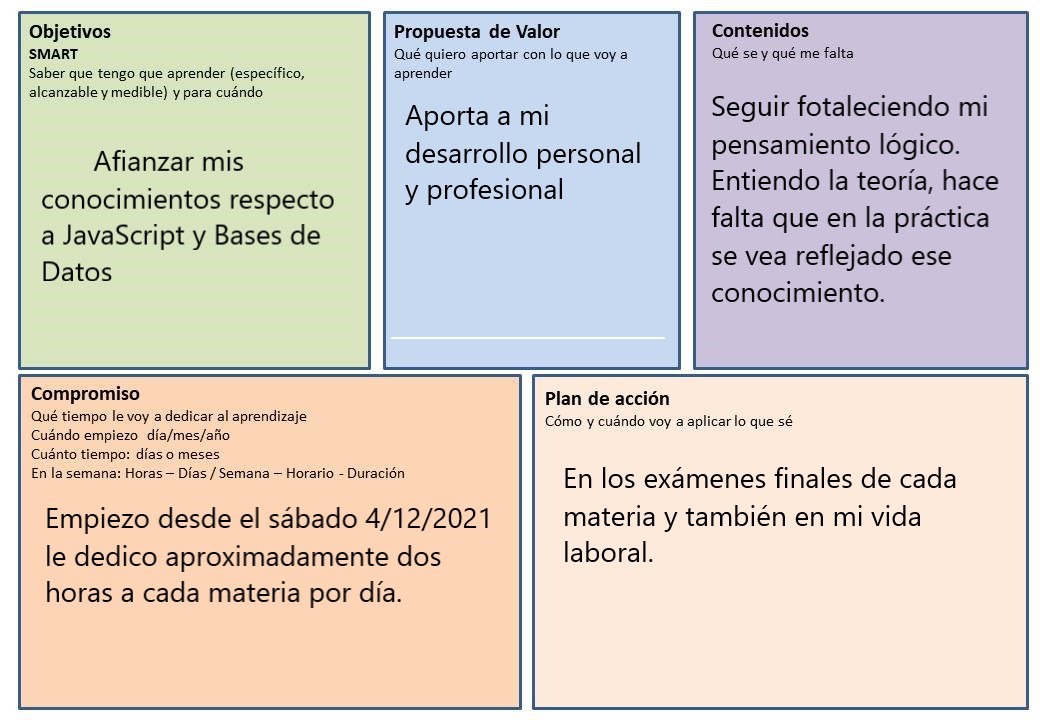 Objetivos
SMART
Saber que tengo que aprender (específico,
alcanzable y medible) y para cuándo
Afianzar mis
conocimientos respecto
a JavaScript y Bases de
Datos
Propuesta de Valor
Qué quiero aportar con lo que voy a
aprender
Aporta a mi
desarrollo personal
y profesional
Contenidos
Qué se y qué me falta
Seguir fotaleciendo mi
pensamiento lógico.
Entiendo la teoría, hace
falta que en la práctica
se vea reflejado ese
conocimiento.
Compromiso
Qué tiempo le voy a dedicar al aprendizaje
Cuándo empiezo día/mes/año
Cuánto tiempo: días o meses
En la semana: Horas – Días / Semana – Horario - Duración
Empiezo desde el sábado 4/12/2021
le dedico aproximadamente dos
horas a cada materia por día.
Plan de acción
Cómo y cuándo voy a aplicar lo que sé
En los exámenes finales de cada
materia y también en mi vida
laboral.